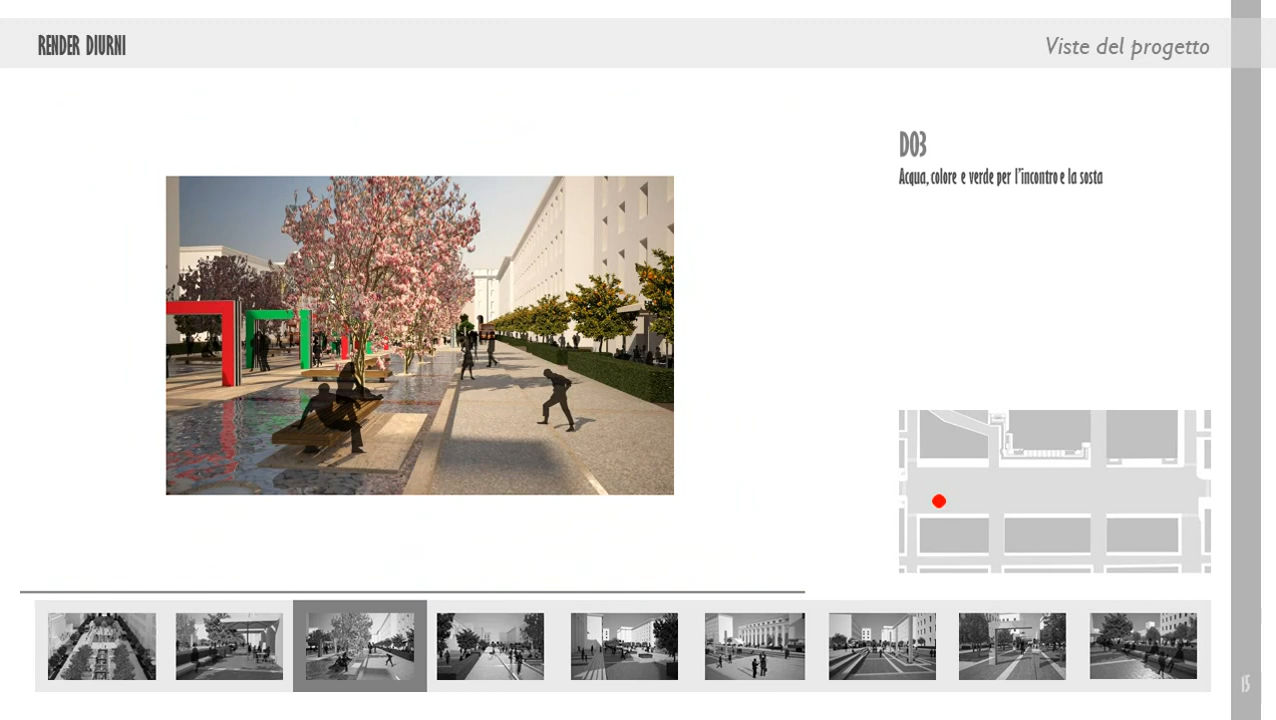 RENDER DIURNI
Viste del progetto
D03
Acqua, colore e verde per l'incontro e la sosta
15